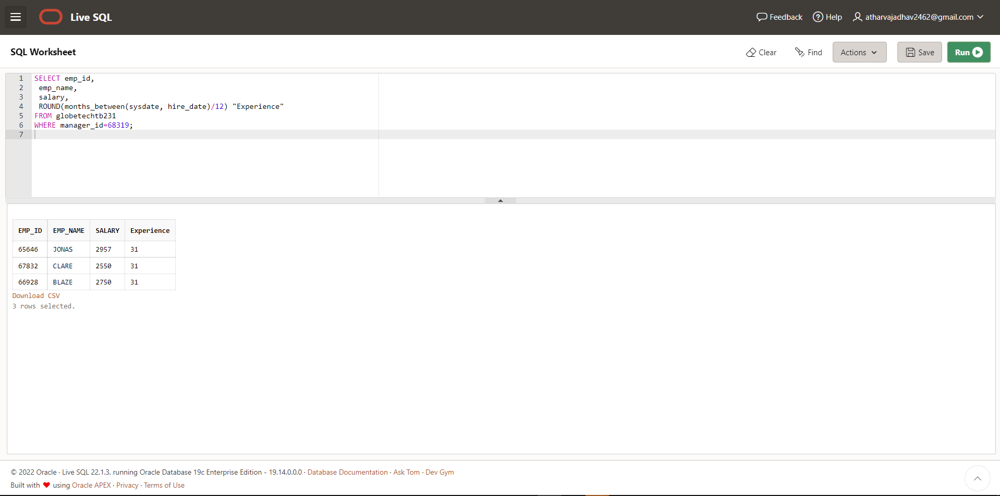 Live SQL
Feedback Help atharvajadhav2462@gmail.com
SQL Worksheet
Clear Find Actions Save Run
1 SELECT emp_id,
2 emp_name,
3 salary,
4 ROUND(months_between(sysdate, hire_date)/12) "Experience"
5 FROM globetechtb231
6 WHERE manager_id=68319;
7
EMP_ID EMP_NAME SALARY Experience
65646 JONAS 2957 31
67832 CLARE 2550 31
66928 BLAZE 2750 31
Download CSV
3 rows selected.
© 2022 Oracle · Live SQL 22.1.3, running Oracle Database 19c Enterprise Edition - 19.14.0.0.0 · Database Documentation · Ask Tom · Dev Gym
Built with ❤ using Oracle APEX · Privacy · Terms of Use